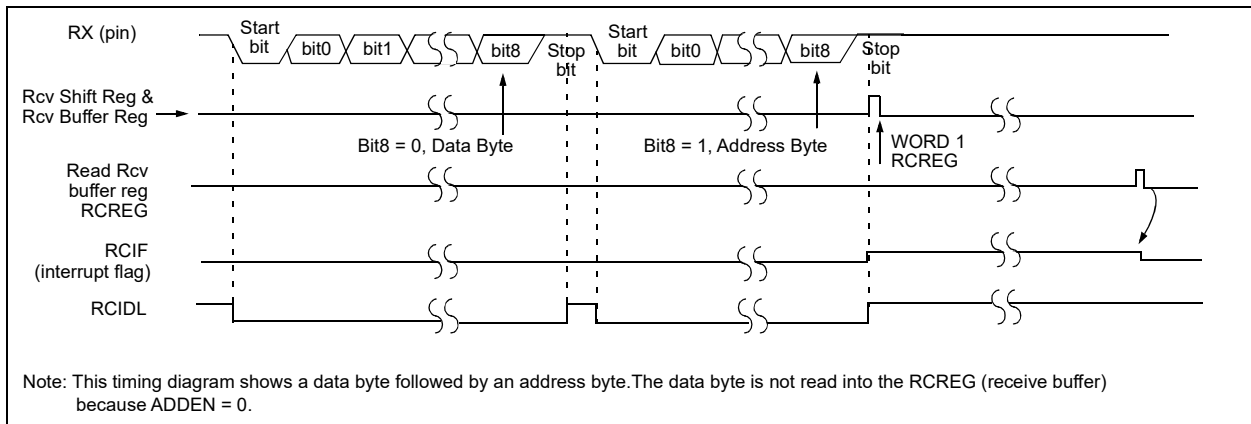 RX (pin)
Start
bit
bit0
bit1
bit8
Stop
bit
Start
bit
bit0
bit8
Stop
bit
Rcv Shift Reg &
Rcv Buffer Reg
Bit8 = 0, Data Byte
Bit8 = 1, Address Byte
WORD 1
RCREG
Read Rcv
buffer reg
RCREG
RCIF
(interrupt flag)
RCIDL
Note: This timing diagram shows a data byte followed by an address byte.The data byte is not read into the RCREG (receive buffer)
because ADDEN = 0.